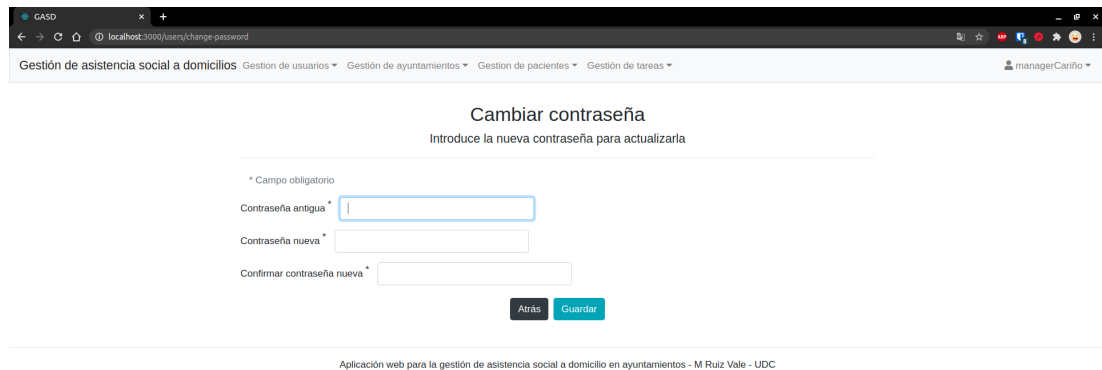 GASD
localhost:3000/users/change-password
Gestión de asistencia social a domicilios Gestion de usuarios Gestión de ayuntamientos Gestion de pacientes Gestión de tareas managerCariño
Cambiar contraseña
Introduce la nueva contraseña para actualizarla
* Campo obligatorio
Contraseña antigua *
Contraseña nueva *
Confirmar contraseña nueva *
Atrás Guardar
Aplicación web para la gestión de asistencia social a domicilio en ayuntamientos - M Ruiz Vale - UDC